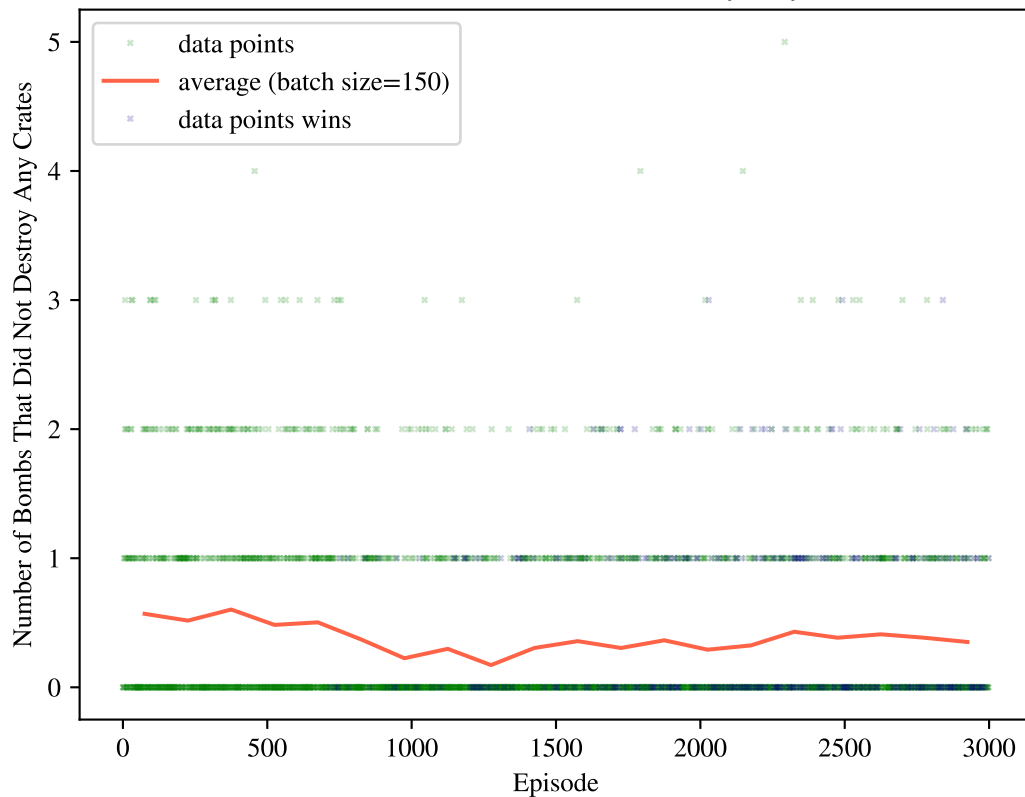 data points
average (batch size=150)
data points wins
Number of Bombs That Did Not Destroy Any Crates
5
4
3
2
1
0
0 500 1000 1500 2000 2500 3000
Episode